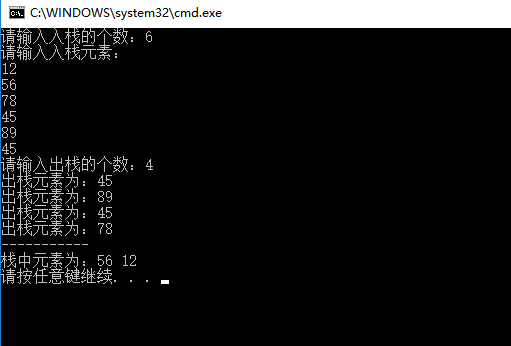 C:\WINDOWS\system32\cmd.exe
请输入入栈的个数：6
请输入入栈元素：
12
56
78
45
89
45
请输入出栈的个数：4
出栈元素为：45
出栈元素为：89
出栈元素为：45
出栈元素为：78
-----------
栈中元素为：56 12
请按任意键继续. . .